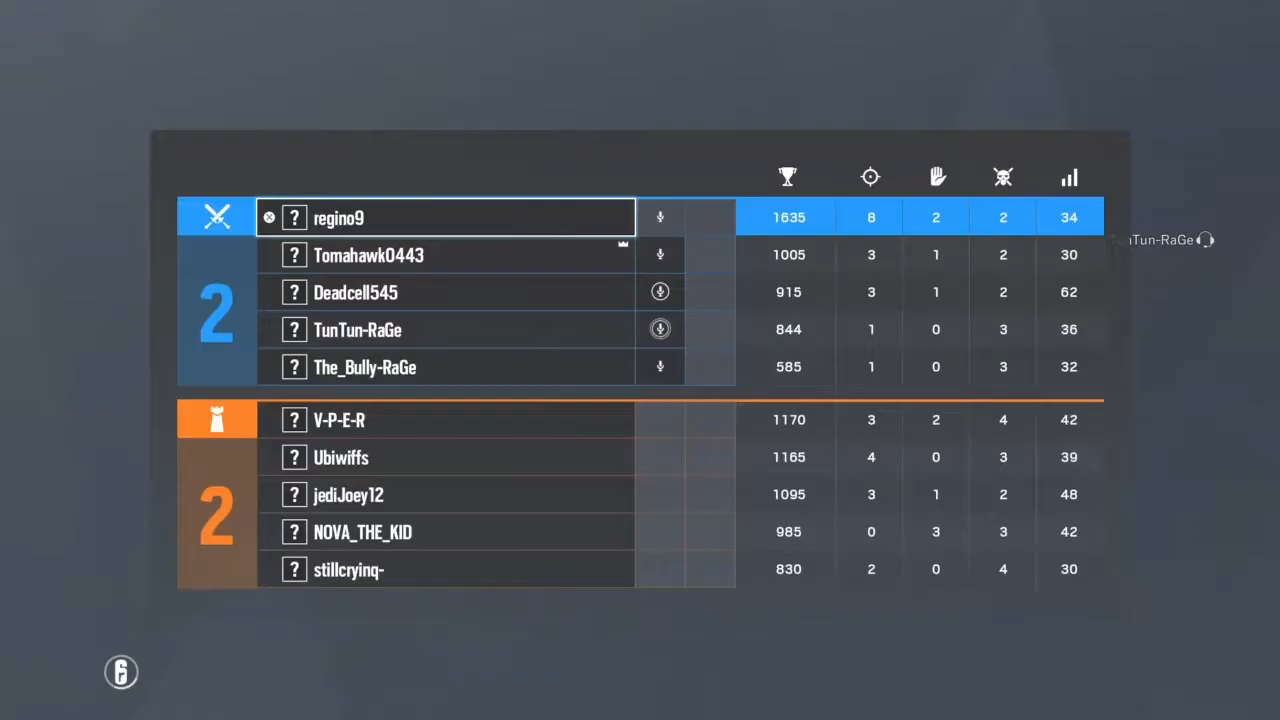 ? regino9 1635 8 2 2 34
TunTun-RaGe
? Tomahawk0443 1005 3 1 2 30
2
? Deadcell545 915 3 1 2 62
? TunTun-RaGe 844 1 0 3 36
? The_Bully-RaGe 585 1 0 3 32
? V-P-E-R 1170 3 2 4 42
? Ubiwiffs 1165 4 0 3 39
2
? jediJoey12 1095 3 1 2 48
? NOVA_THE_KID 985 0 3 3 42
? stillcryinq- 830 2 0 4 30
6